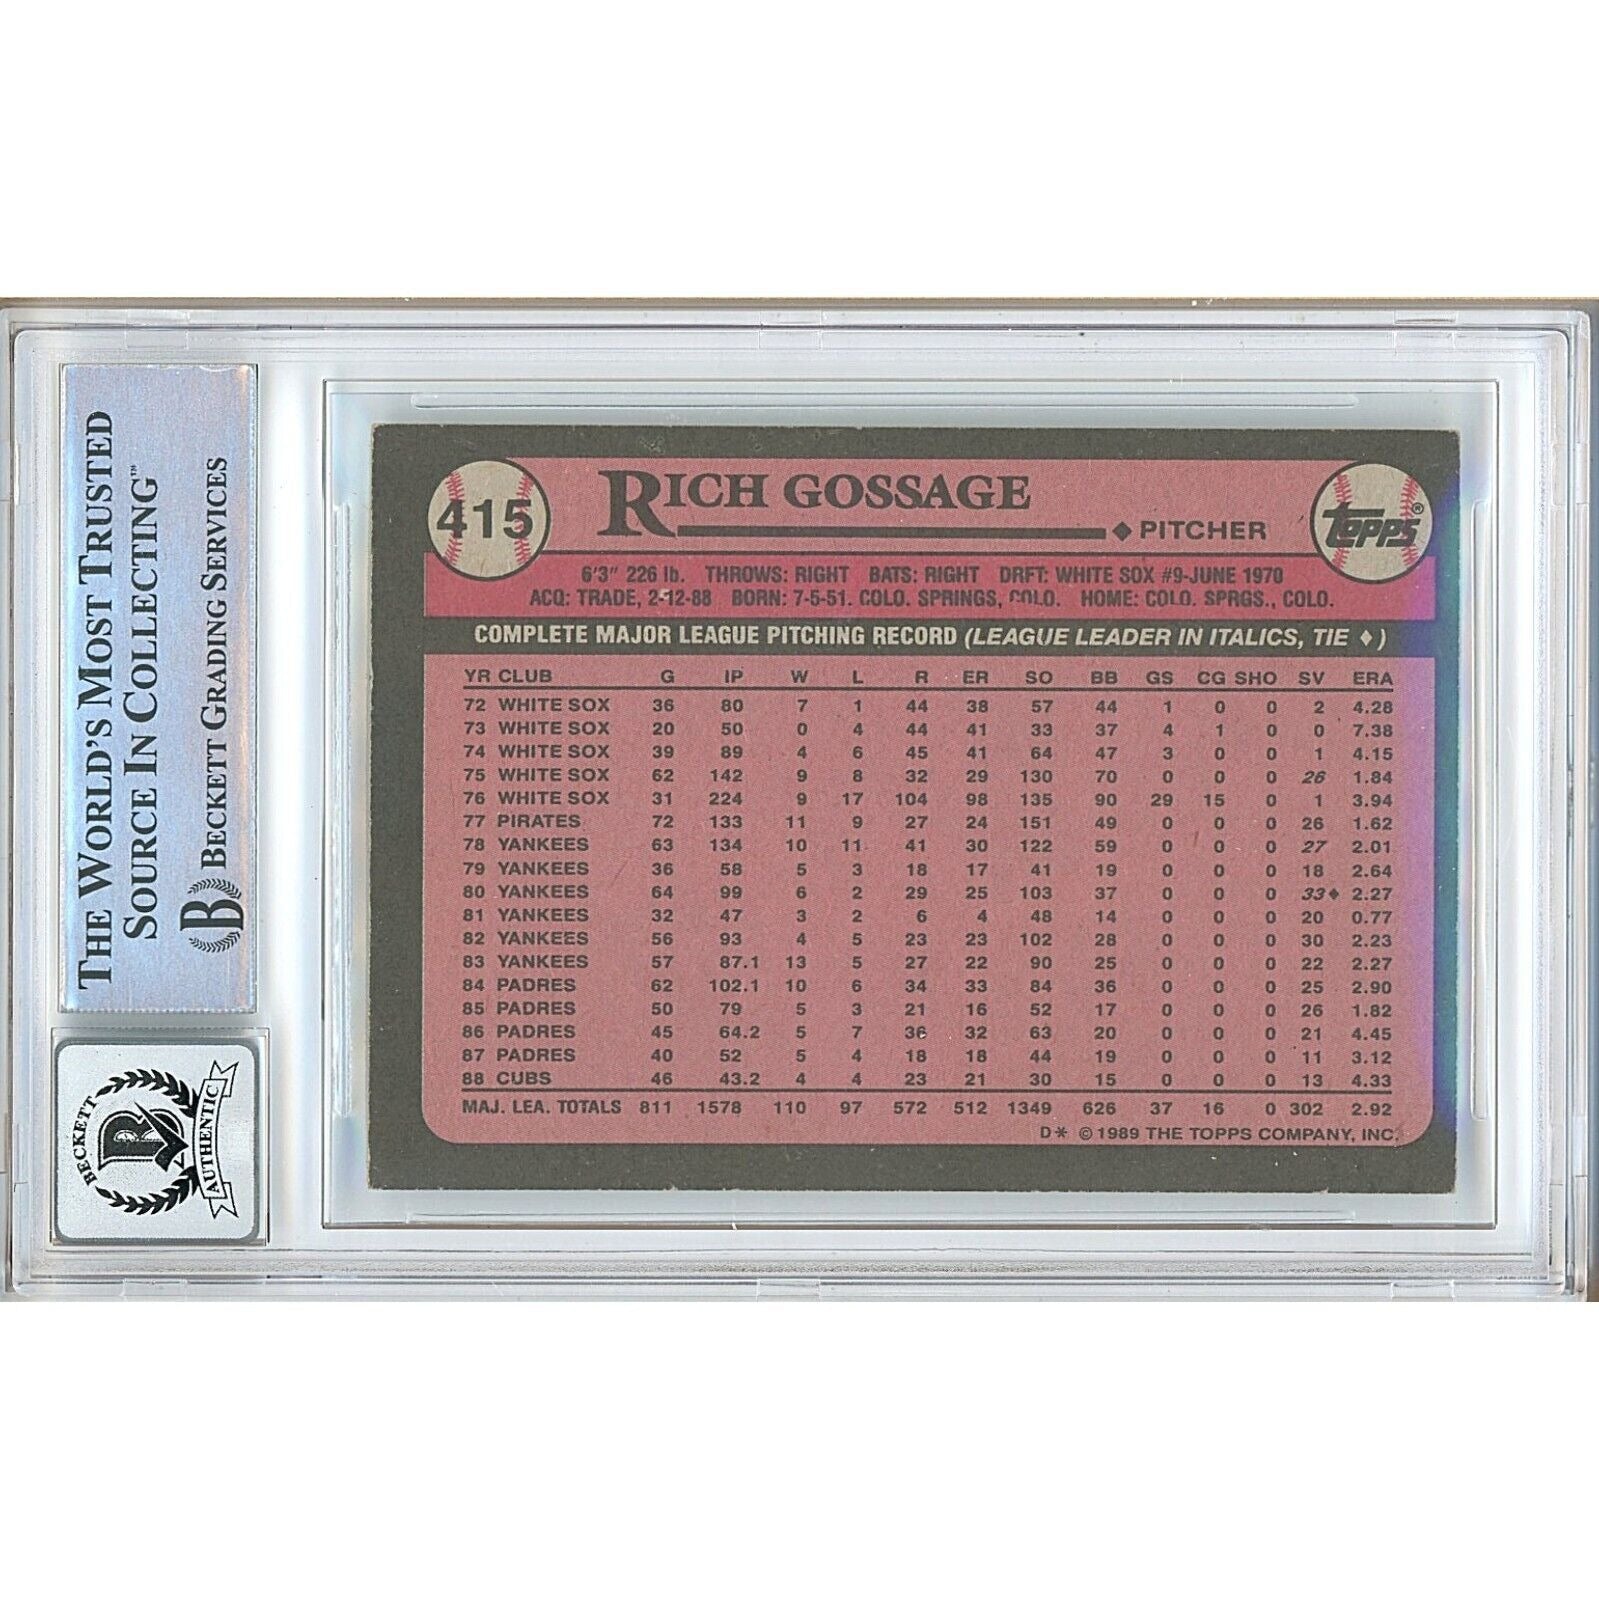 THE WORLD'S MOST TRUSTED
SOURCE IN COLLECTING™
B BECKETT GRADING SERVICES
BECKETT
AUTHENTIC
415
RICH GOSSAGE
◆ PITCHER
TOPPS®
6'3" 226 lb. THROWS: RIGHT BATS: RIGHT DRFT: WHITE SOX #9-JUNE 1970
ACQ: TRADE, 2-12-88 BORN: 7-5-51. COLO. SPRINGS, COLO. HOME: COLO. SPRGS., COLO.
COMPLETE MAJOR LEAGUE PITCHING RECORD (LEAGUE LEADER IN ITALICS, TIE ♦)
YR CLUB G IP W L R ER SO BB GS CG SHO SV ERA
72 WHITE SOX 36 80 7 1 44 38 57 44 1 0 0 2 4.28
73 WHITE SOX 20 50 0 4 44 41 33 37 4 1 0 0 7.38
74 WHITE SOX 39 89 4 6 45 41 64 47 3 0 0 1 4.15
75 WHITE SOX 62 142 9 8 32 29 130 70 0 0 0 26 1.84
76 WHITE SOX 31 224 9 17 104 98 135 90 29 15 0 1 3.94
77 PIRATES 72 133 11 9 27 24 151 49 0 0 0 26 1.62
78 YANKEES 63 134 10 11 41 30 122 59 0 0 0 27 2.01
79 YANKEES 36 58 5 3 18 17 41 19 0 0 0 18 2.64
80 YANKEES 64 99 6 2 29 25 103 37 0 0 0 33♦ 2.27
81 YANKEES 32 47 3 2 6 4 48 14 0 0 0 20 0.77
82 YANKEES 56 93 4 5 23 23 102 28 0 0 0 30 2.23
83 YANKEES 57 87.1 13 5 27 22 90 25 0 0 0 22 2.27
84 PADRES 62 102.1 10 6 34 33 84 36 0 0 0 25 2.90
85 PADRES 50 79 5 3 21 16 52 17 0 0 0 26 1.82
86 PADRES 45 64.2 5 7 36 32 63 20 0 0 0 21 4.45
87 PADRES 40 52 5 4 18 18 44 19 0 0 0 11 3.12
88 CUBS 46 43.2 4 4 23 21 30 15 0 0 0 13 4.33
MAJ. LEA. TOTALS 811 1578 110 97 572 512 1349 626 37 16 0 302 2.92
D* © 1989 THE TOPPS COMPANY, INC.